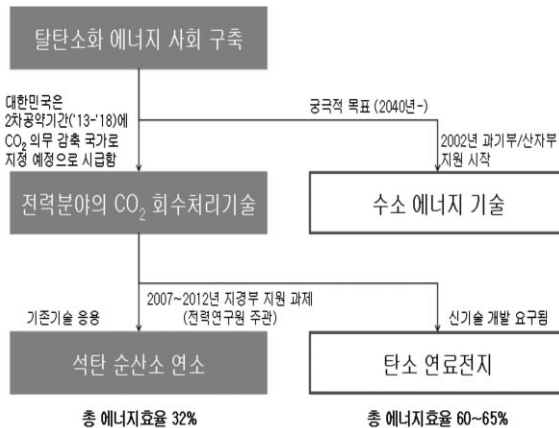 탈탄소화 에너지 사회 구축
대한민국은
2차공약기간('13-'18)에
CO₂ 의무 감축 국가로
지정 예정으로 시급함
궁극적 목표 (2040년-)
2002년 과기부/산자부
지원 시작
전력분야의 CO₂ 회수처리기술
수소 에너지 기술
기존기술 응용
2007~2012년 지경부 지원 과제
(전력연구원 주관)
신기술 개발 요구됨
석탄 순산소 연소
탄소 연료전지
총 에너지효율 32%
총 에너지효율 60~65%